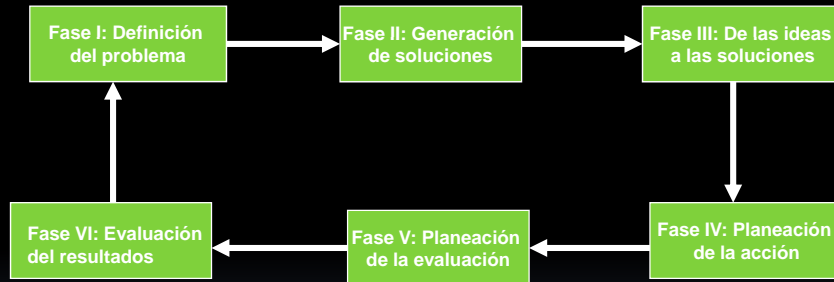 Fase I: Definición
del problema
Fase II: Generación
de soluciones
Fase III: De las ideas
a las soluciones
Fase IV: Planeación
de la acción
Fase V: Planeación
de la evaluación
Fase VI: Evaluación
del resultados